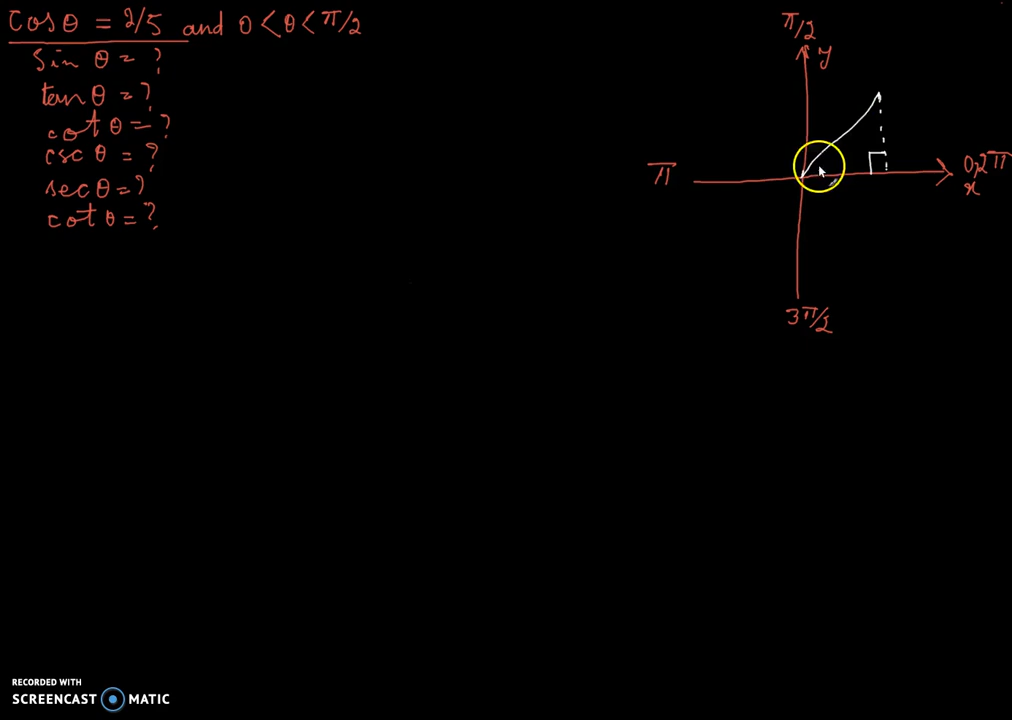 cos θ = 2/5 and 0 < θ < π/2
sin θ = ?
tan θ = ?
cot θ = ?
csc θ = ?
sec θ = ?
cot θ = ?
π/2
y
π
0,2π
x
3π/2
RECORDED WITH
SCREENCAST MATIC